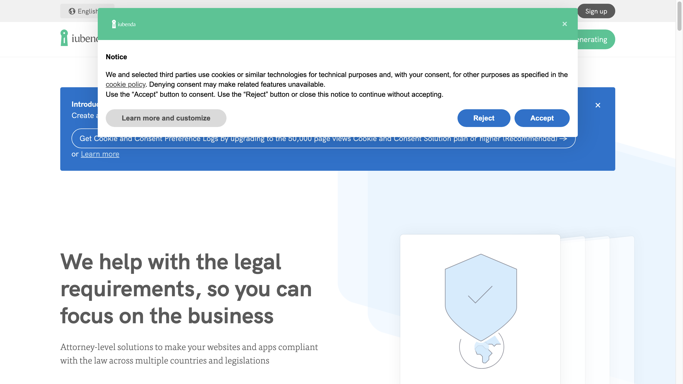 English
Sign up
iubenda
×
Notice
We and selected third parties use cookies or similar technologies for technical purposes and, with your consent, for other purposes as specified in the
cookie policy. Denying consent may make related features unavailable.
Use the “Accept” button to consent. Use the “Reject” button or close this notice to continue without accepting.
Learn more and customize
Reject
Accept
Get Cookie and Consent Preference Logs by upgrading to the 50,000 page views Cookie and Consent Solution plan or higher (Recommended) →
or Learn more
We help with the legal
requirements, so you can
focus on the business
Attorney-level solutions to make your websites and apps compliant
with the law across multiple countries and legislations